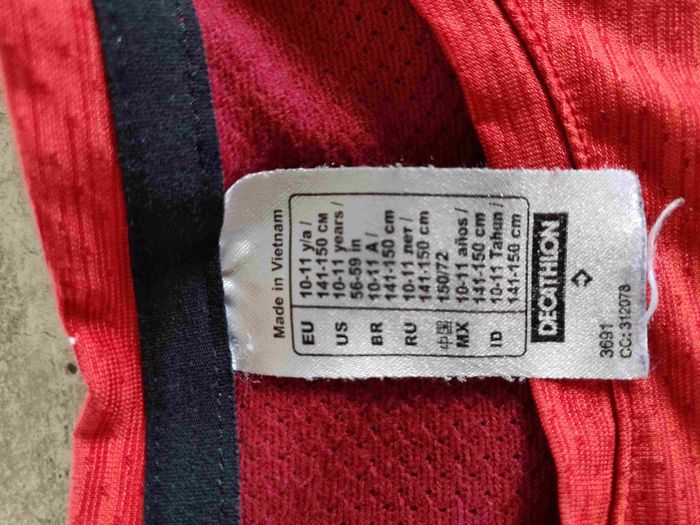 Made in Vietnam
EU 10-11 y/a /
141-150 CM
US 10-11 years /
56-59 in
BR 10-11 A /
141-150 cm
RU 10-11 лет /
141-150 cm
中国 150/72
MX 10-11 años /
141-150 cm
ID 10-11 Tahun /
141-150 cm
DECATHLON
3691
CC: 312078